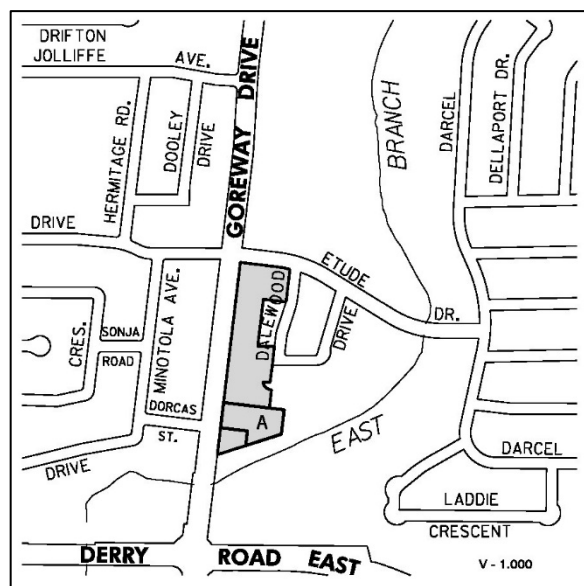 DRIFTON
JOLLIFFE AVE.
HERMITAGE RD.
DOOLEY
DRIVE
GOREWAY DRIVE
BRANCH
DARCEL
DELLAPORT DR.
DRIVE
MINOTOLA AVE.
CRES.
SONJA
ROAD
DALEWOOD
DRIVE
ETUDE
DR.
DORCAS
ST.
A
EAST
DRIVE
DARCEL
LADDIE
CRESCENT
DERRY ROAD EAST
V - 1.000